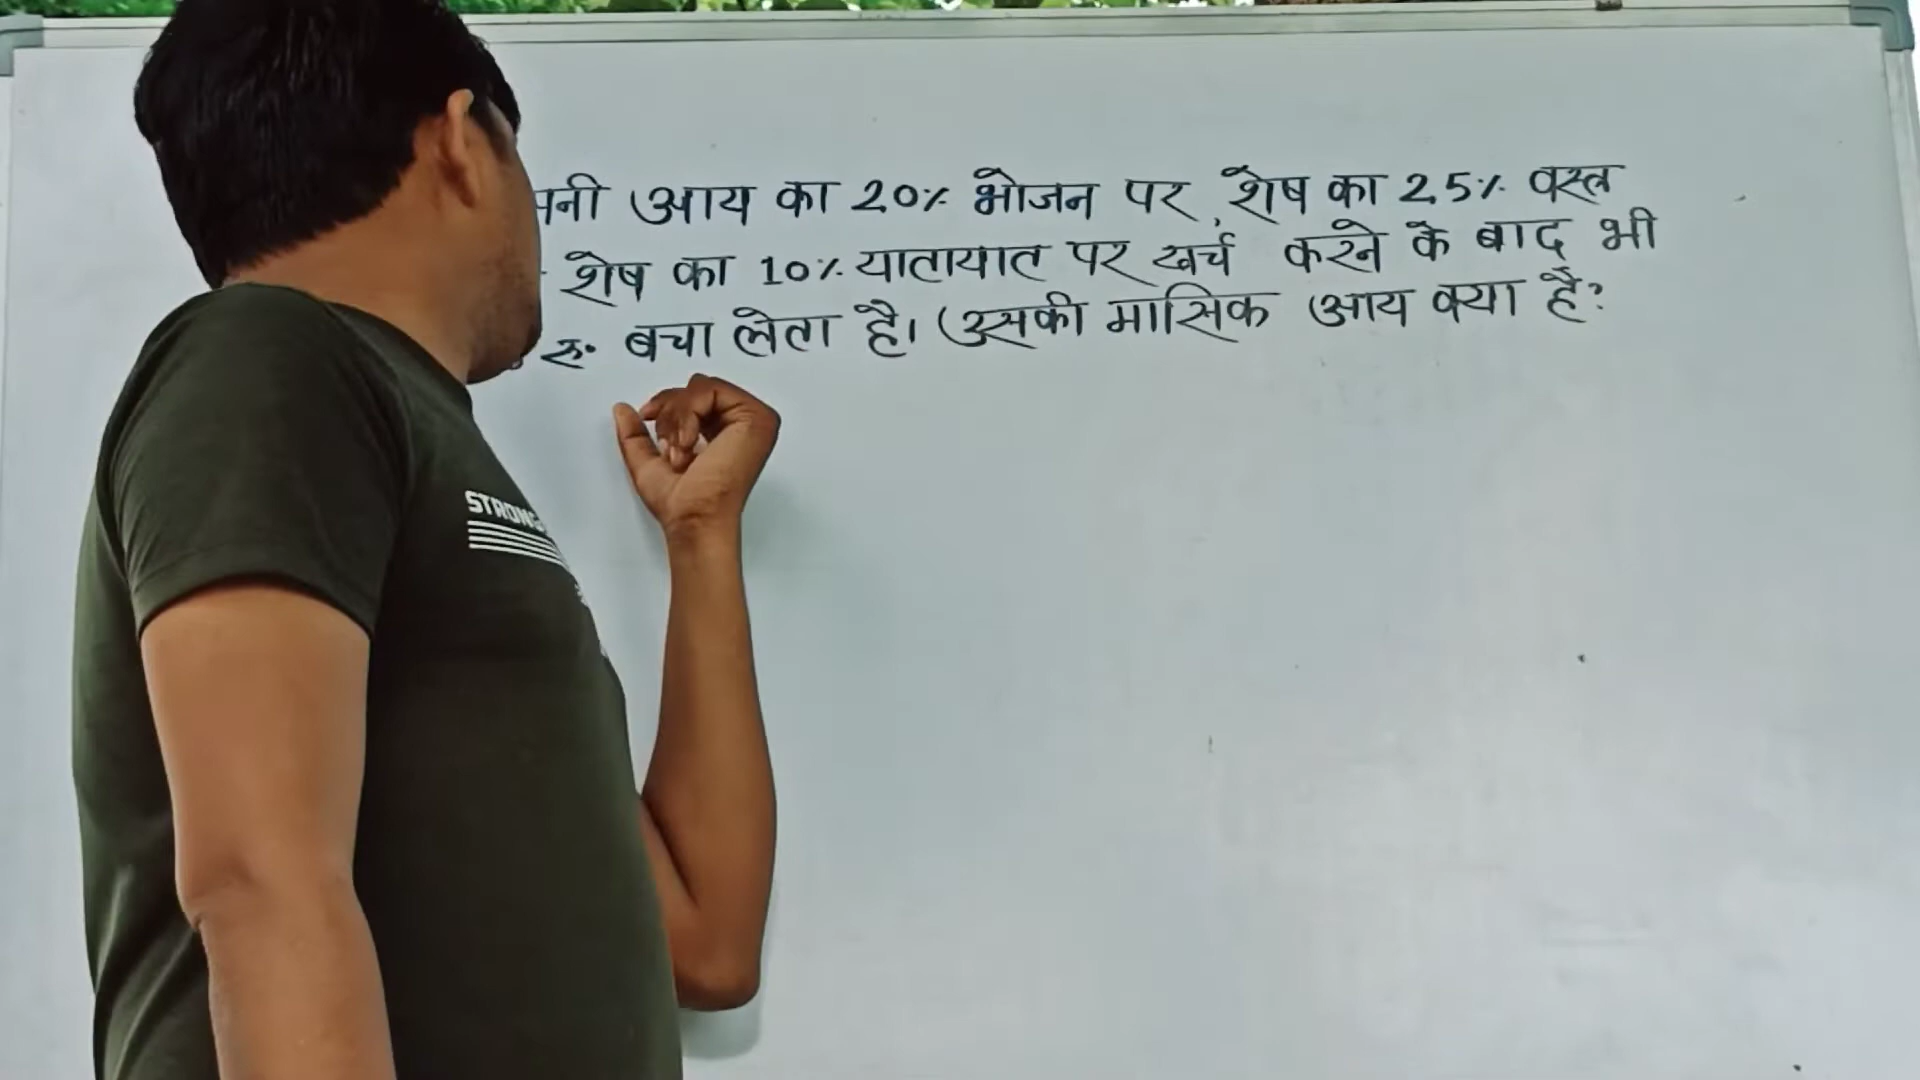 आय का 20% भोजन पर, शेष का 25% वस्त्र
शेष का 10% यातायात पर खर्च करने के बाद भी
रु. बचा लेता है। उसकी मासिक आय क्या है?
STRONG